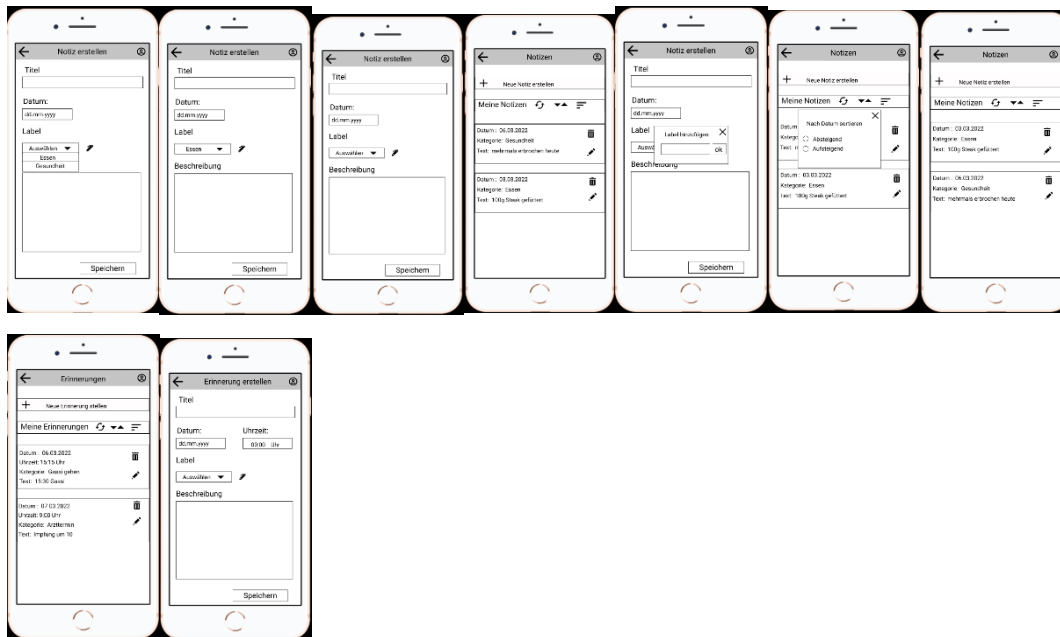 Notiz erstellen
Titel
Datum:
dd.mm.yyyy
Label
Auswählen
Essen
Gesundheit
Speichern
Notiz erstellen
Titel
Datum:
dd.mm.yyyy
Label
Essen
Beschreibung
Speichern
Notiz erstellen
Titel
Datum:
dd.mm.yyyy
Label
Auswählen
Beschreibung
Speichern
Notizen
Neue Notiz erstellen
Meine Notizen
Datum : 06.03.2022
Kategorie: Gesundheit
Text: mehrmals erbrochen heute
Datum : 03.03.2022
Kategorie: Essen
Text: 100g Steak gefüttert
Notiz erstellen
Titel
Datum:
dd.mm.yyyy
Label
Label hinzufügen
ok
Beschreibung
Speichern
Notizen
Neue Notiz erstellen
Meine Notizen
Nach Datum sortieren
Absteigend
Aufsteigend
Datum : 03.03.2022
Kategorie: Essen
Text: 100g Steak gefüttert
Notizen
Neue Notiz erstellen
Meine Notizen
Datum : 03.03.2022
Kategorie: Essen
Text: 100g Steak gefüttert
Datum : 06.03.2022
Kategorie: Gesundheit
Text: mehrmals erbrochen heute
Erinnerungen
Neue Erinnerung stellen
Meine Erinnerungen
Datum : 06.03.2022
Uhrzeit: 15:15 Uhr
Kategorie: Gassi gehen
Text: 15:30 Gassi
Datum : 07.03.2022
Uhrzeit: 9:00 Uhr
Kategorie: Arzttermin
Text: Impfung um 10
Erinnerung erstellen
Titel
Datum: Uhrzeit:
dd.mm.yyyy 00:00 Uhr
Label
Auswählen
Beschreibung
Speichern